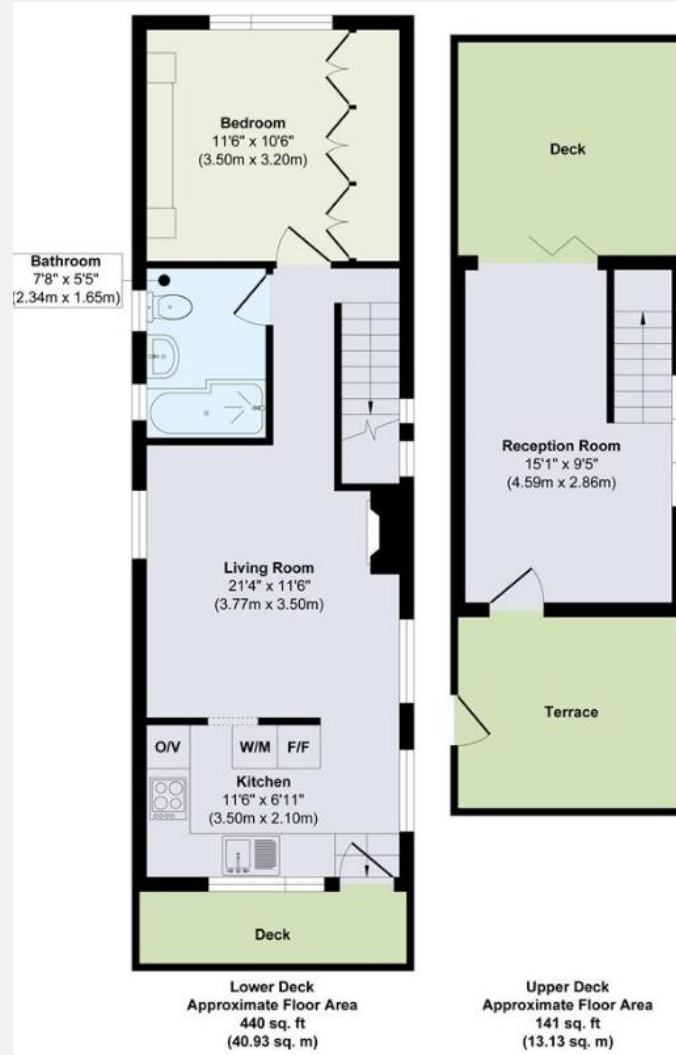 Bedroom
11'6" x 10'6"
(3.50m x 3.20m)
Deck
Bathroom
7'8" x 5'5"
(2.34m x 1.65m)
Reception Room
15'1" x 9'5"
(4.59m x 2.86m)
Living Room
21'4" x 11'6"
(3.77m x 3.50m)
Terrace
O/V
W/M
F/F
Kitchen
11'6" x 6'11"
(3.50m x 2.10m)
Deck
Lower Deck
Approximate Floor Area
440 sq. ft
(40.93 sq. m)
Upper Deck
Approximate Floor Area
141 sq. ft
(13.13 sq. m)